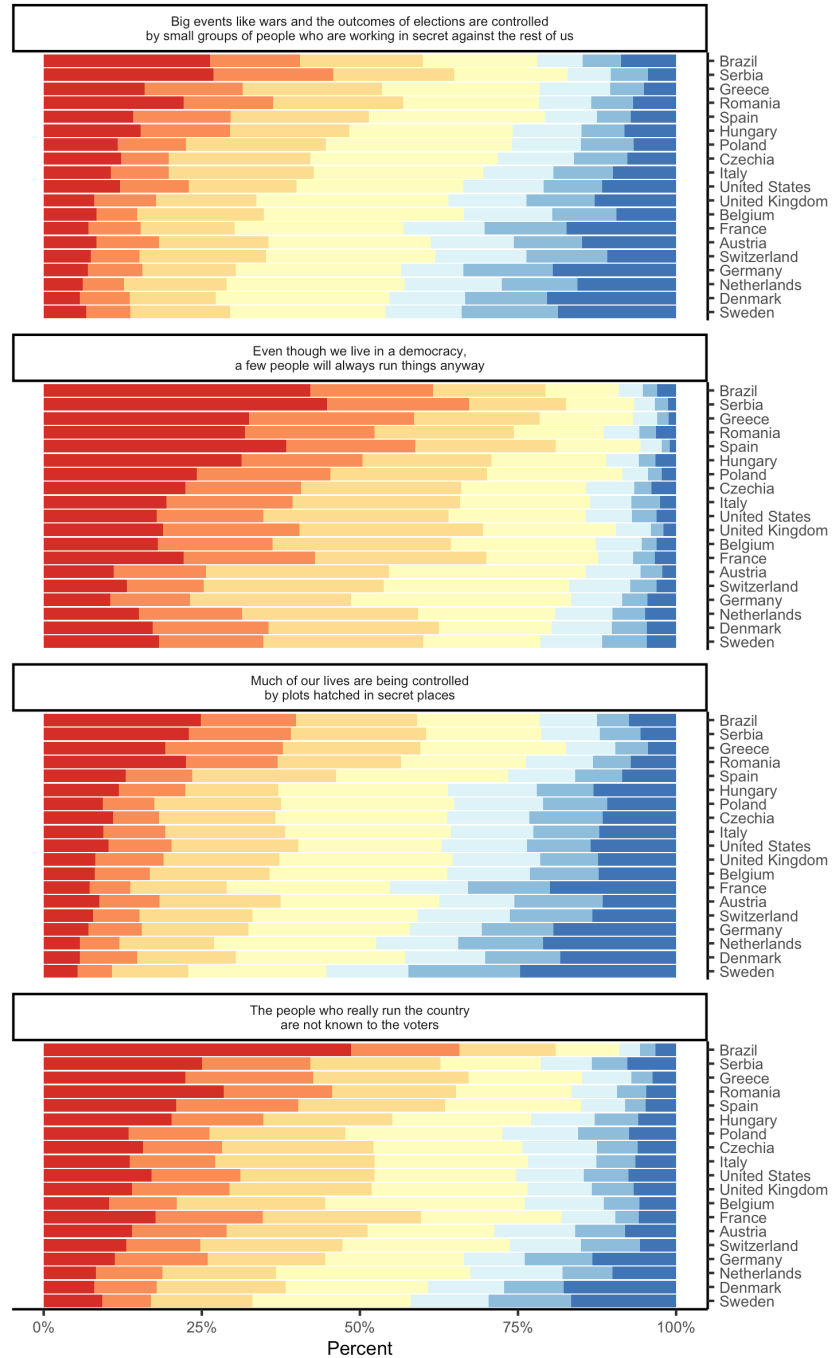 Big events like wars and the outcomes of elections are controlled
by small groups of people who are working in secret against the rest of us
Brazil
Serbia
Greece
Romania
Spain
Hungary
Poland
Czechia
Italy
United States
United Kingdom
Belgium
France
Austria
Switzerland
Germany
Netherlands
Denmark
Sweden
Even though we live in a democracy,
a few people will always run things anyway
Brazil
Serbia
Greece
Romania
Spain
Hungary
Poland
Czechia
Italy
United States
United Kingdom
Belgium
France
Austria
Switzerland
Germany
Netherlands
Denmark
Sweden
Much of our lives are being controlled
by plots hatched in secret places
Brazil
Serbia
Greece
Romania
Spain
Hungary
Poland
Czechia
Italy
United States
United Kingdom
Belgium
France
Austria
Switzerland
Germany
Netherlands
Denmark
Sweden
The people who really run the country
are not known to the voters
Brazil
Serbia
Greece
Romania
Spain
Hungary
Poland
Czechia
Italy
United States
United Kingdom
Belgium
France
Austria
Switzerland
Germany
Netherlands
Denmark
Sweden
0% 25% 50% 75% 100%
Percent